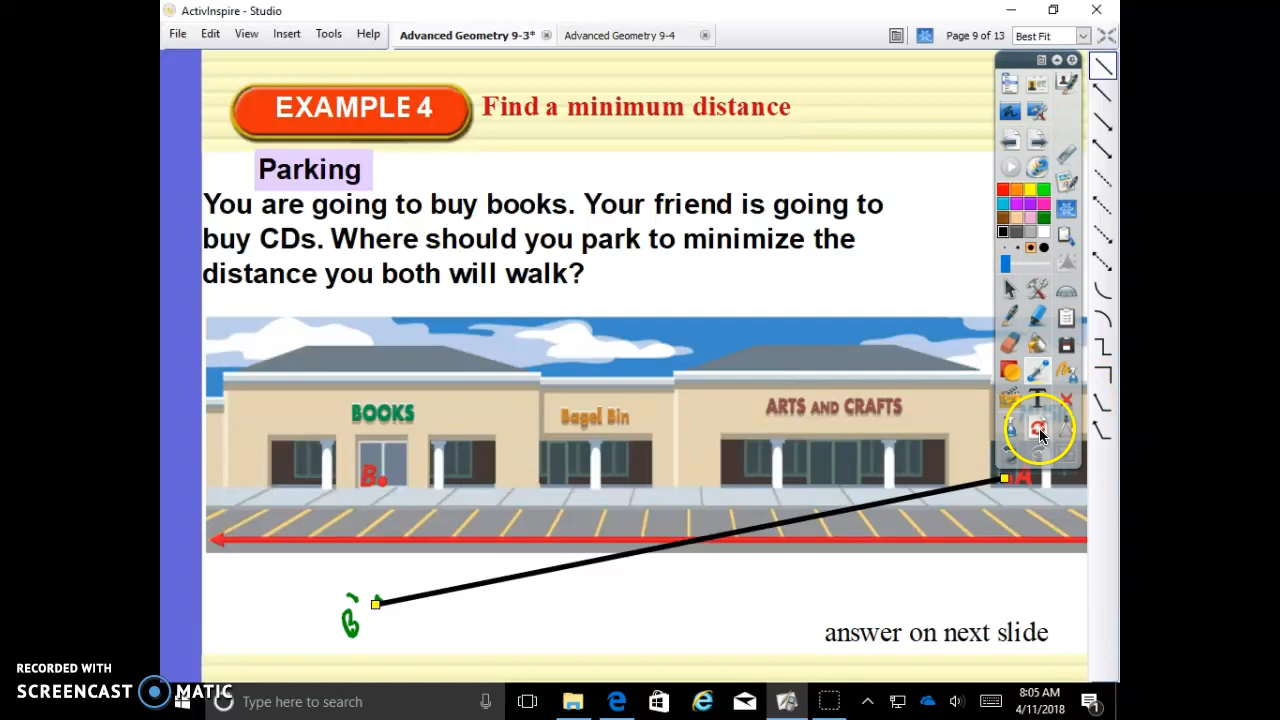 ActivInspire - Studio
File Edit View Insert Tools Help
Advanced Geometry 9-3* Advanced Geometry 9-4
Page 9 of 13 Best Fit
EXAMPLE 4 Find a minimum distance
Parking
You are going to buy books. Your friend is going to
buy CDs. Where should you park to minimize the
distance you both will walk?
BOOKS
Bagel Bin
ARTS AND CRAFTS
B
A
B'
answer on next slide
RECORDED WITH
SCREENCAST MATIC
Type here to search
8:05 AM
4/11/2018
1